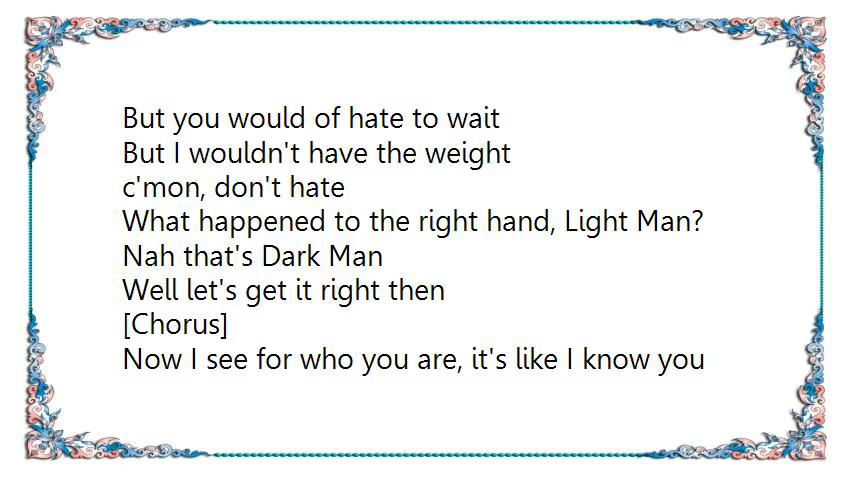 But you would of hate to wait
But I wouldn't have the weight
c'mon, don't hate
What happened to the right hand, Light Man?
Nah that's Dark Man
Well let's get it right then
[Chorus]
Now I see for who you are, it's like I know you